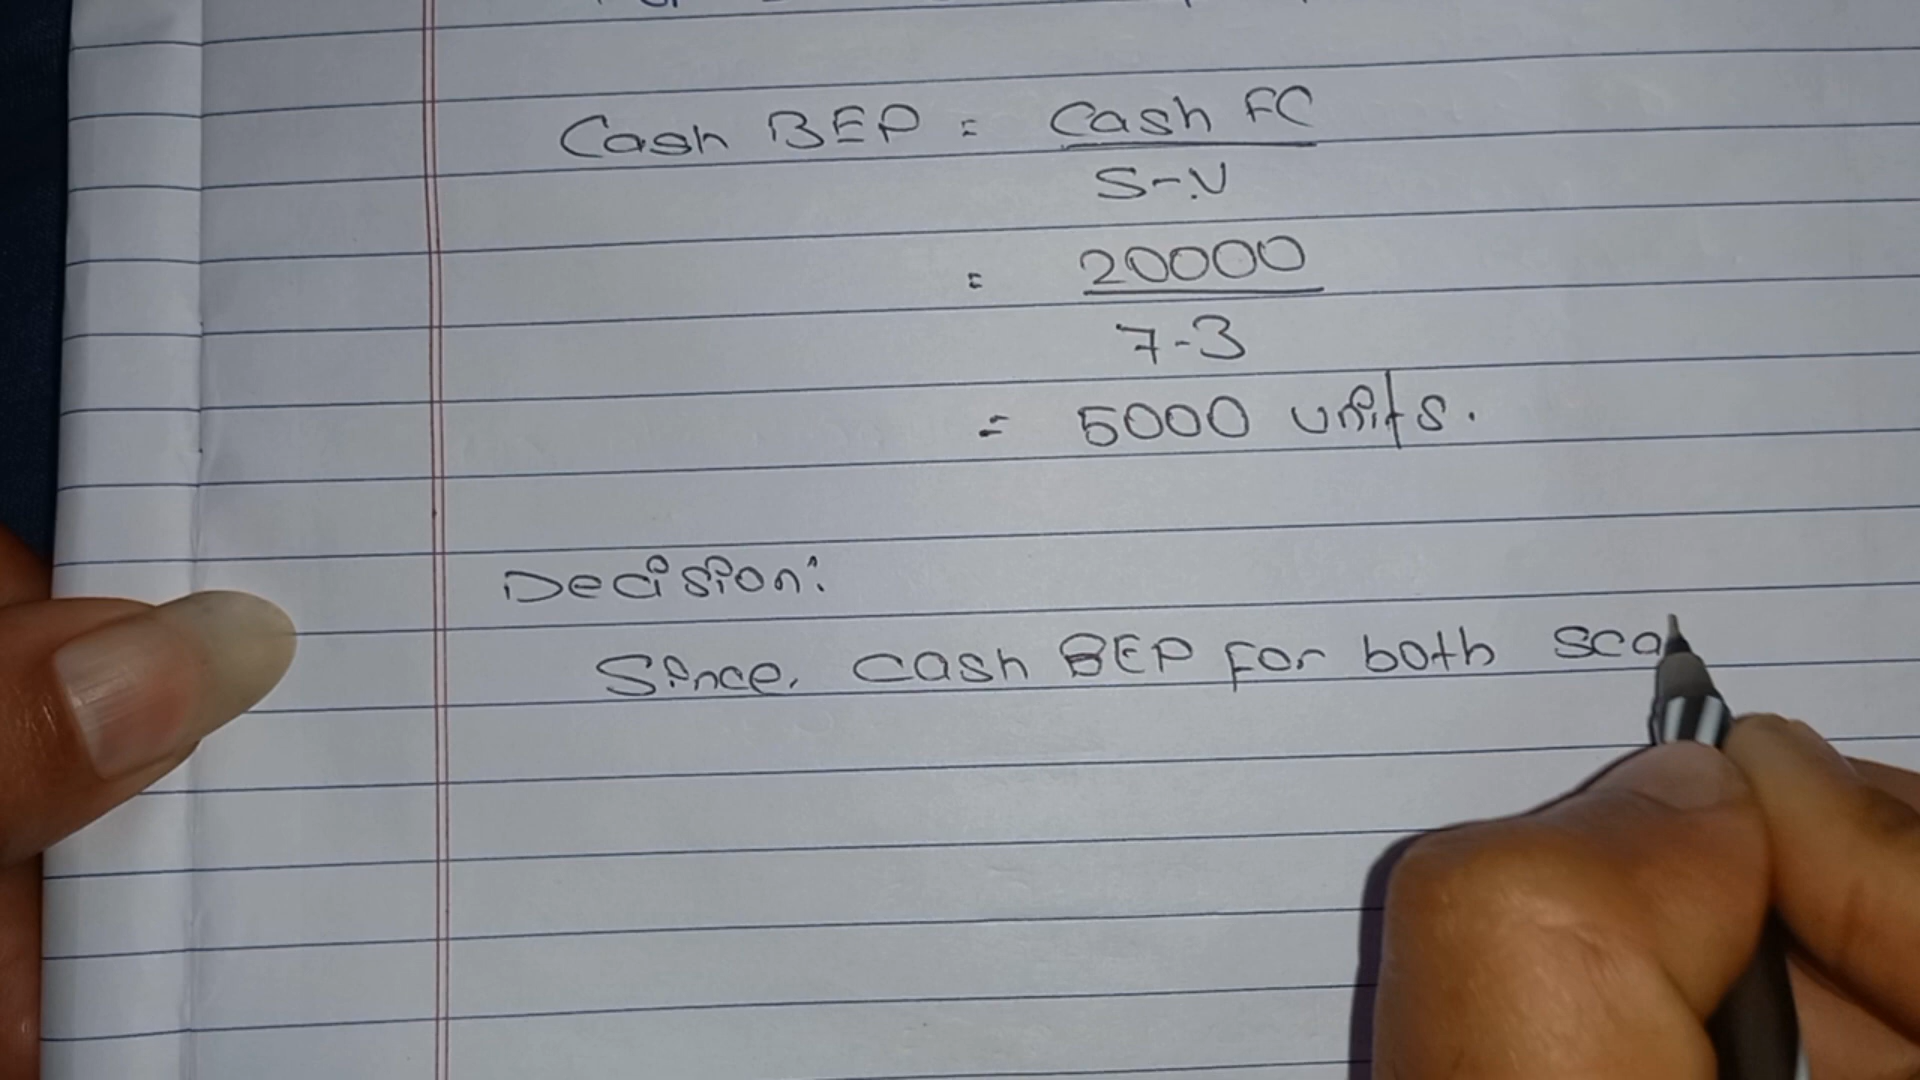 Cash BEP = Cash FC
S-V
= 20000
7-3
= 5000 units.
Decision:
Since, cash BEP for both sca